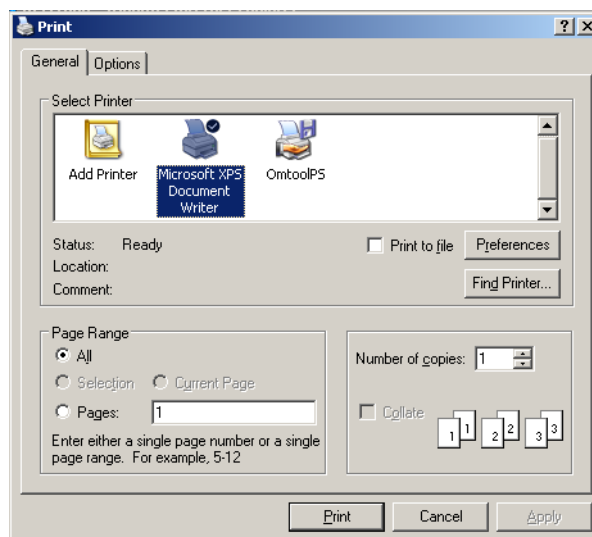 Print
General
Options
Select Printer
Add Printer
Microsoft XPS
Document
Writer
OmtoolPS
Status: Ready
Location:
Comment:
Print to file
Preferences
Find Printer...
Page Range
All
Selection
Current Page
Pages: 1
Enter either a single page number or a single
page range. For example, 5-12
Number of copies: 1
Collate
1 1 2 2 3 3
Print
Cancel
Apply